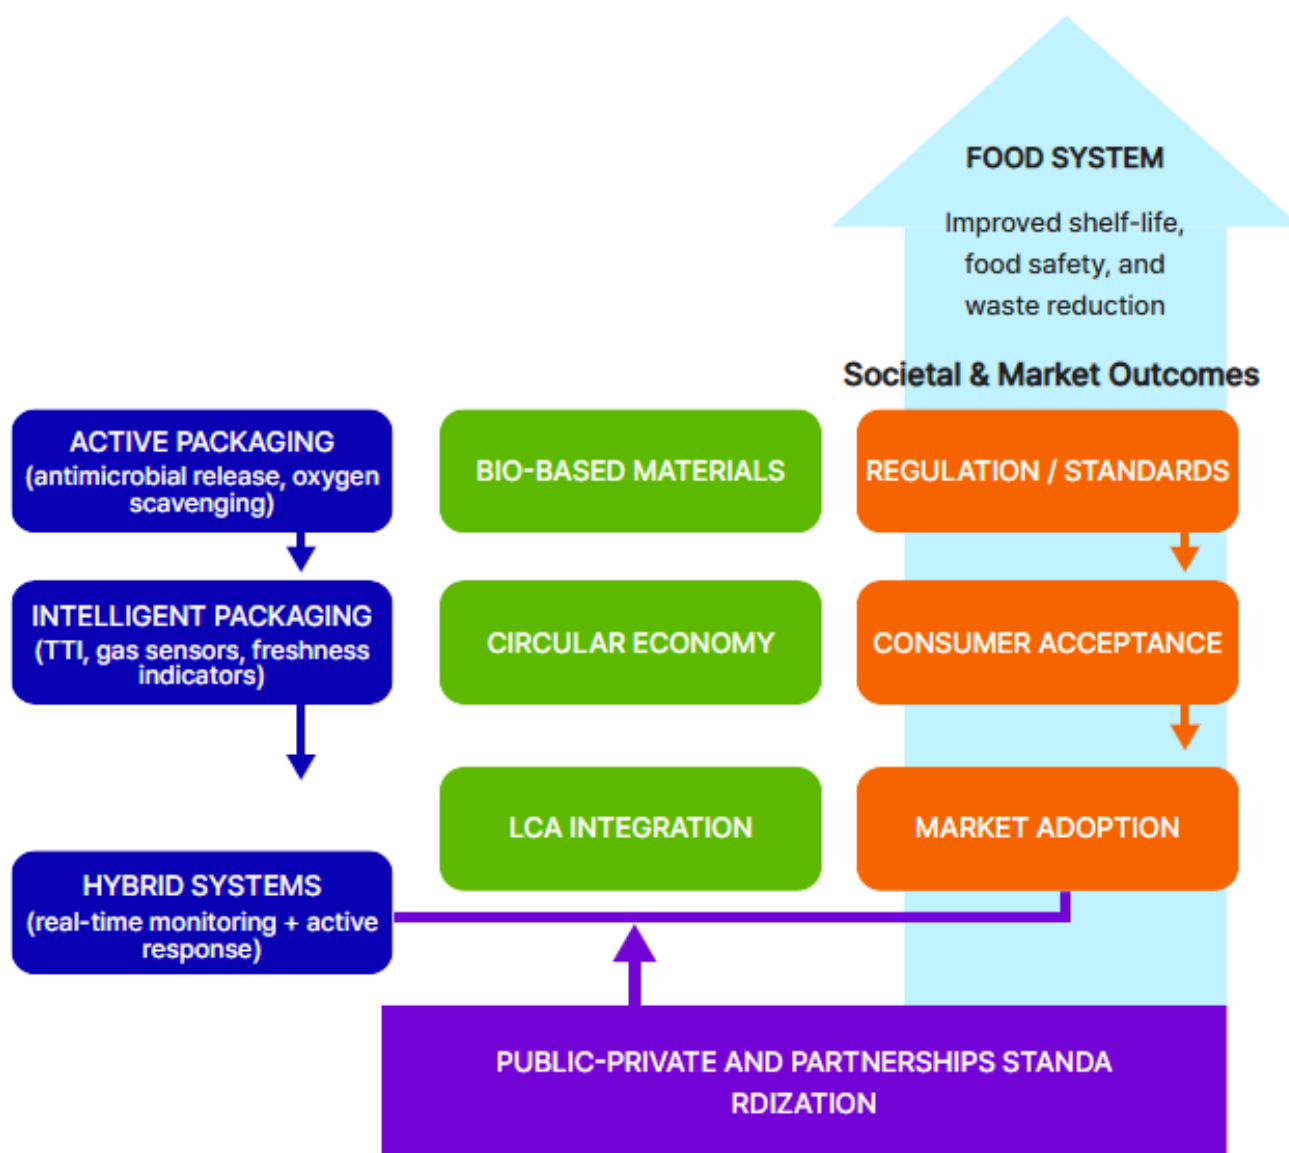 FOOD SYSTEM
Improved shelf-life,
food safety, and
waste reduction
Societal & Market Outcomes
ACTIVE PACKAGING
(antimicrobial release, oxygen
scavenging)
BIO-BASED MATERIALS
REGULATION / STANDARDS
INTELLIGENT PACKAGING
(TTI, gas sensors, freshness
indicators)
CIRCULAR ECONOMY
CONSUMER ACCEPTANCE
LCA INTEGRATION
MARKET ADOPTION
HYBRID SYSTEMS
(real-time monitoring + active
response)
PUBLIC-PRIVATE AND PARTNERSHIPS STANDA
RDIZATION